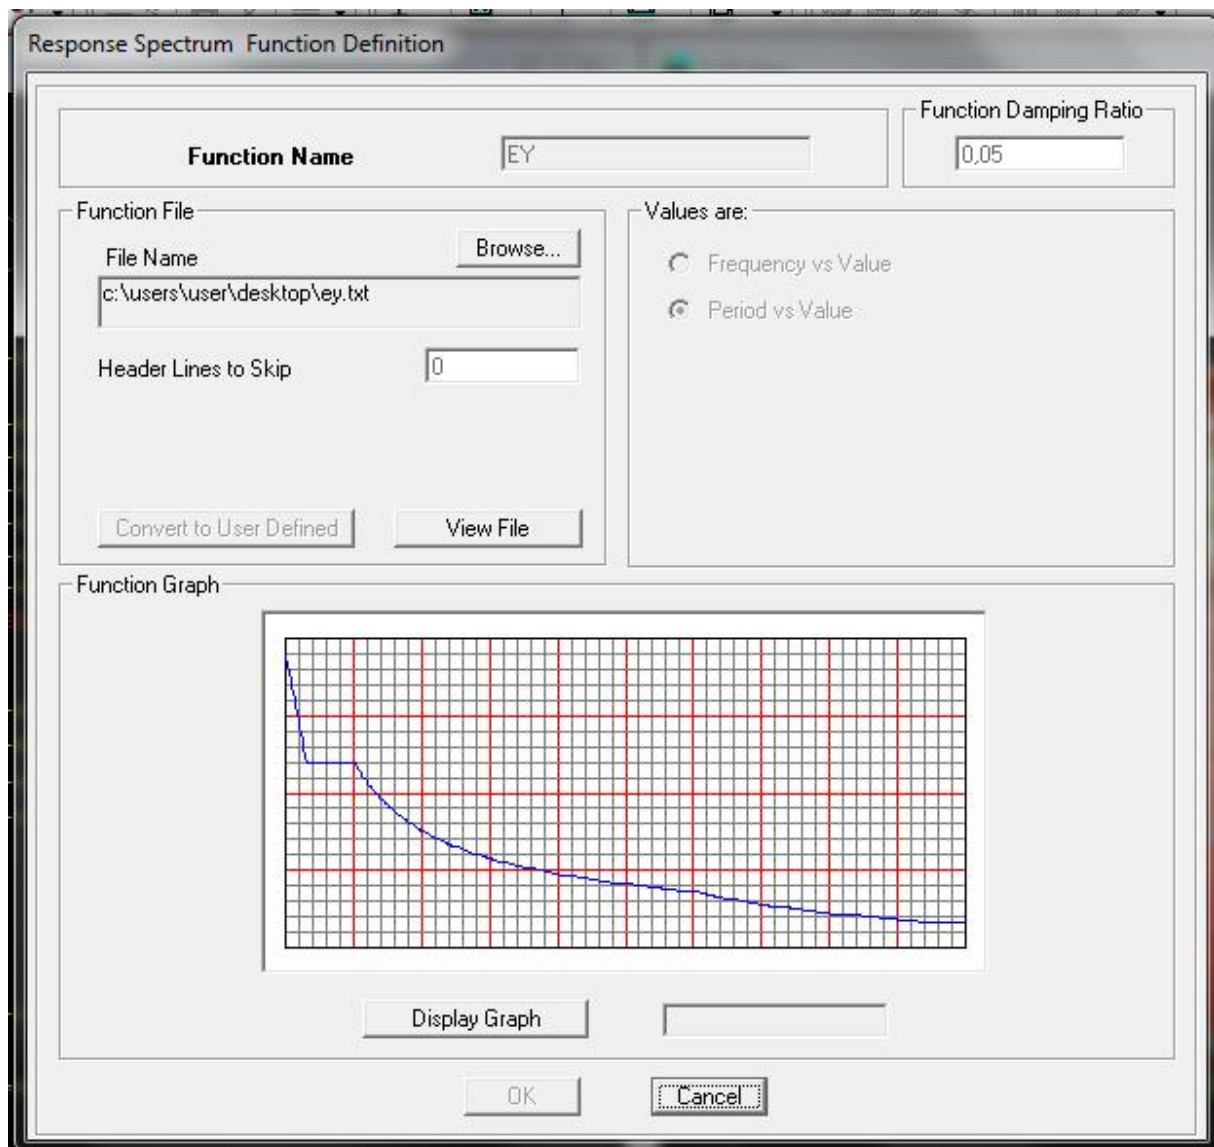 Response Spectrum Function Definition
Function Name
EY
Function Damping Ratio
0,05
Function File
File Name
Browse...
c:\users\user\desktop\ey.txt
Header Lines to Skip
0
Convert to User Defined
View File
Values are:
Frequency vs Value
Period vs Value
Function Graph
Display Graph
OK
Cancel